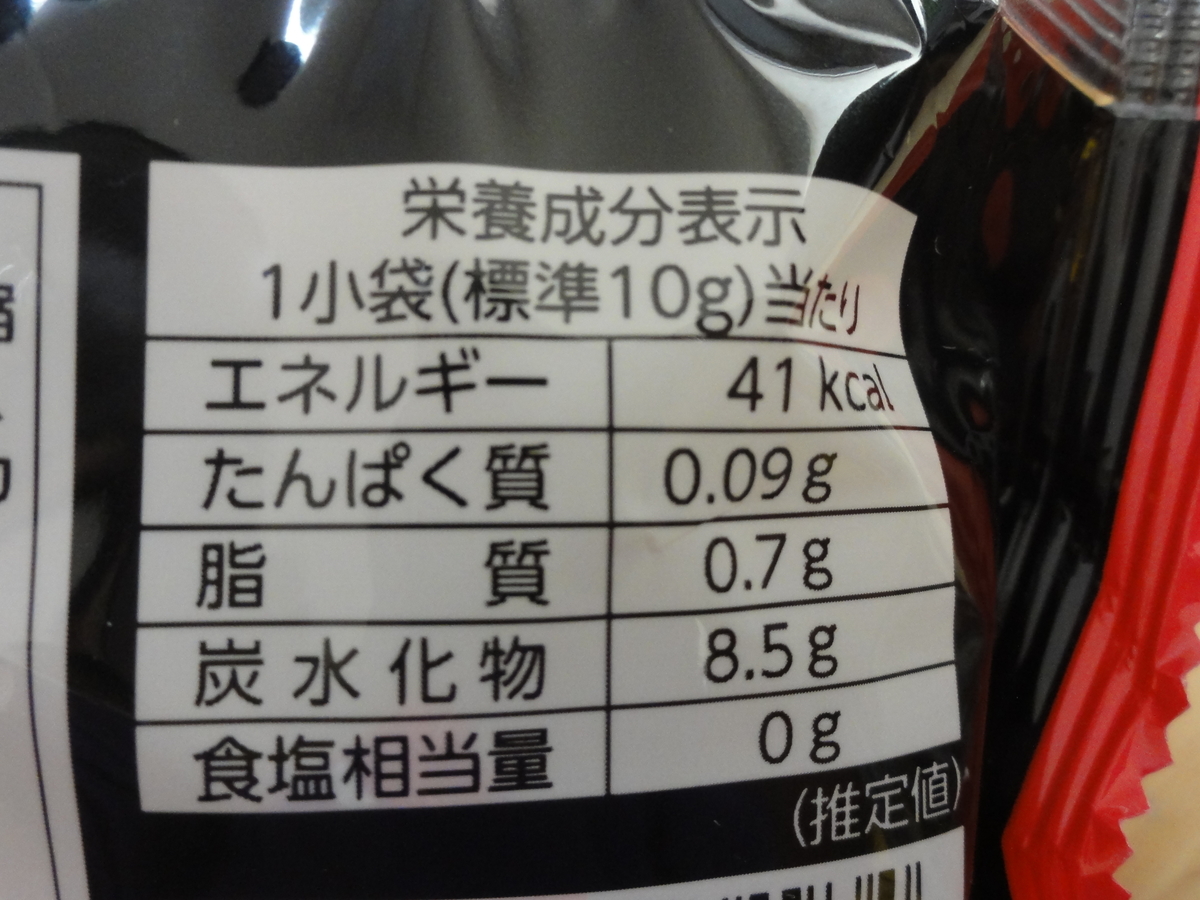 栄養成分表示
1小袋(標準10g)当たり
エネルギー 41 kcal
たんぱく質 0.09g
脂質 0.7g
炭水化物 8.5g
食塩相当量 0g
(推定値)